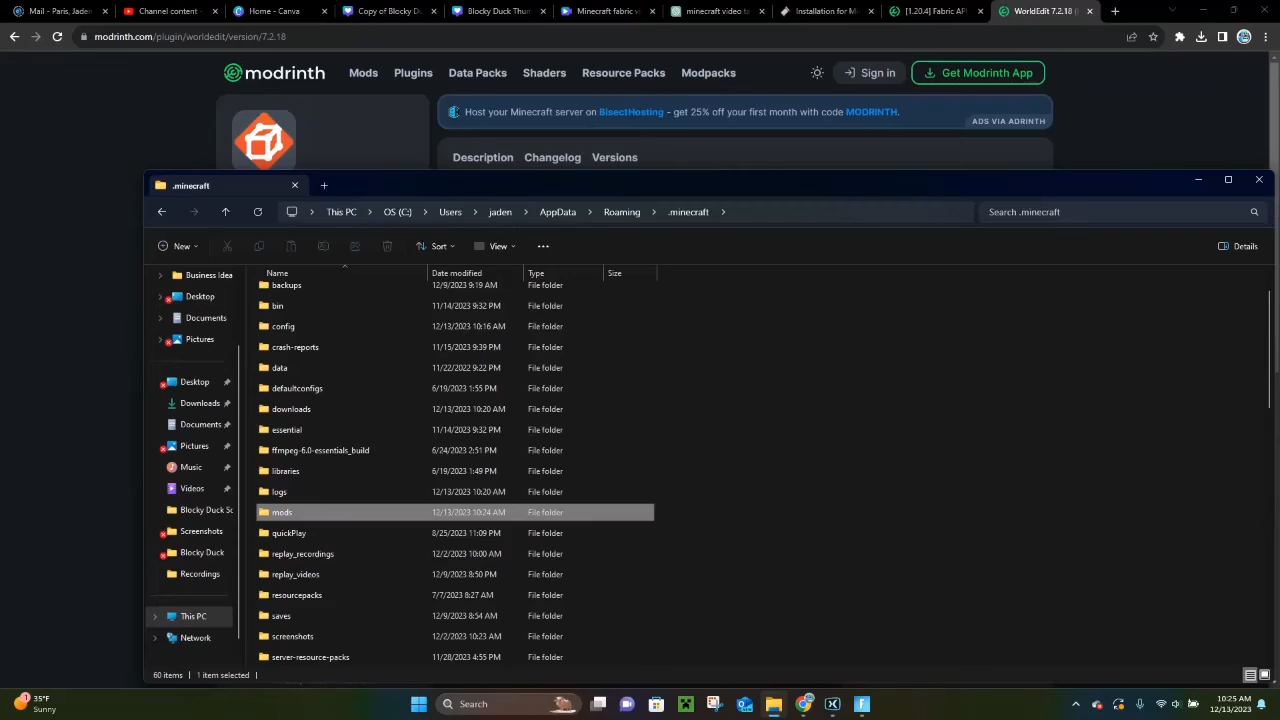 Mail - Paris, Jaden
Channel content -
Home - Canva
Copy of Blocky Du
Blocky Duck Thun
Minecraft fabric v
minecraft video ta
Installation for Mi
[1.20.4] Fabric API
WorldEdit 7.2.18 |
modrinth.com/plugin/worldedit/version/7.2.18
modrinth
Mods
Plugins
Data Packs
Shaders
Resource Packs
Modpacks
Sign in
Get Modrinth App
Host your Minecraft server on BisectHosting - get 25% off your first month with code MODRINTH.
ADS VIA ADRINTH
Description
Changelog
Versions
.minecraft
This PC > OS (C:) > Users > jaden > AppData > Roaming > .minecraft >
Search .minecraft
New
Sort
View
Details
Name
Date modified
Type
Size
Business Idea
Desktop
Documents
Pictures
Desktop
Downloads
Documents
Pictures
Music
Videos
Blocky Duck Sc
Screenshots
Blocky Duck
Recordings
This PC
Network
backups 12/9/2023 9:19 AM File folder
bin 11/14/2023 9:32 PM File folder
config 12/13/2023 10:16 AM File folder
crash-reports 11/15/2023 9:39 PM File folder
data 11/22/2022 9:22 PM File folder
defaultconfigs 6/19/2023 1:55 PM File folder
downloads 12/13/2023 10:20 AM File folder
essential 11/14/2023 9:32 PM File folder
ffmpeg-6.0-essentials_build 6/24/2023 2:51 PM File folder
libraries 6/19/2023 1:49 PM File folder
logs 12/13/2023 10:20 AM File folder
mods 12/13/2023 10:24 AM File folder
quickPlay 8/25/2023 11:09 PM File folder
replay_recordings 12/2/2023 10:00 AM File folder
replay_videos 12/9/2023 8:50 PM File folder
resourcepacks 7/7/2023 8:27 AM File folder
saves 12/9/2023 8:54 AM File folder
screenshots 12/2/2023 10:23 AM File folder
server-resource-packs 11/28/2023 4:55 PM File folder
60 items
1 item selected
35°F
Sunny
Search
10:25 AM
12/13/2023